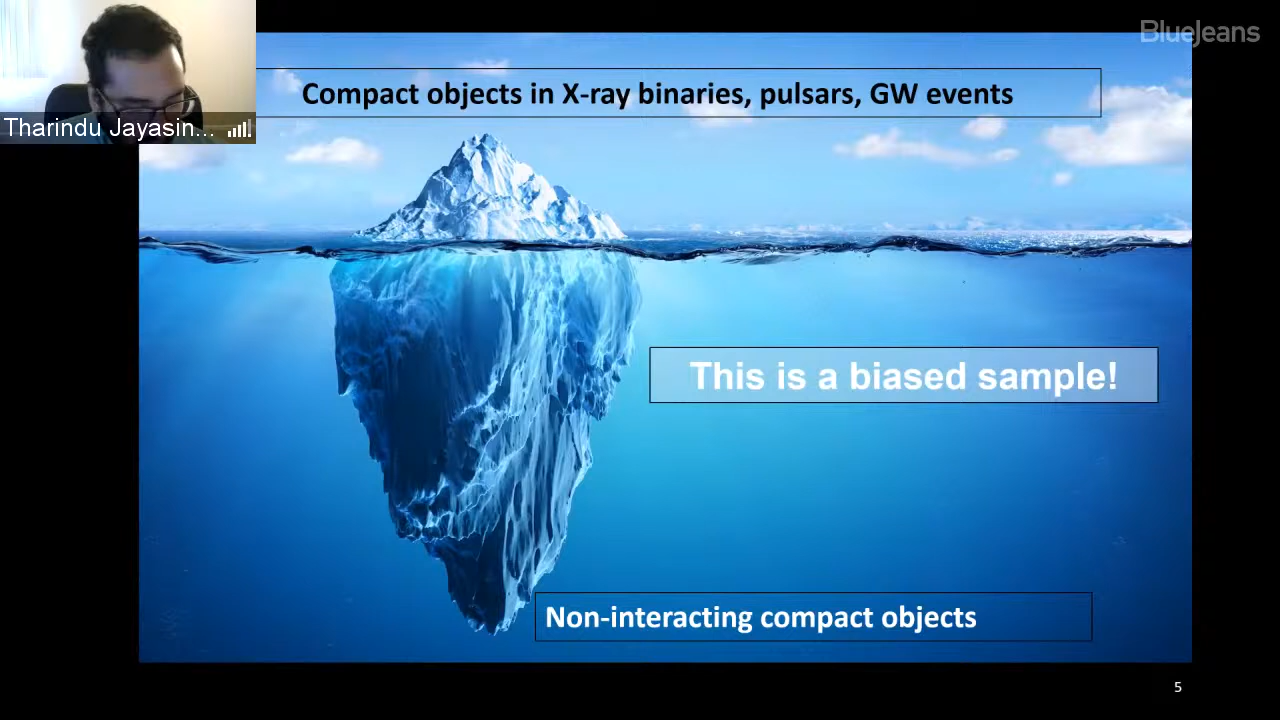 BlueJeans
Compact objects in X-ray binaries, pulsars, GW events
Tharindu Jayasin...
This is a biased sample!
Non-interacting compact objects
5